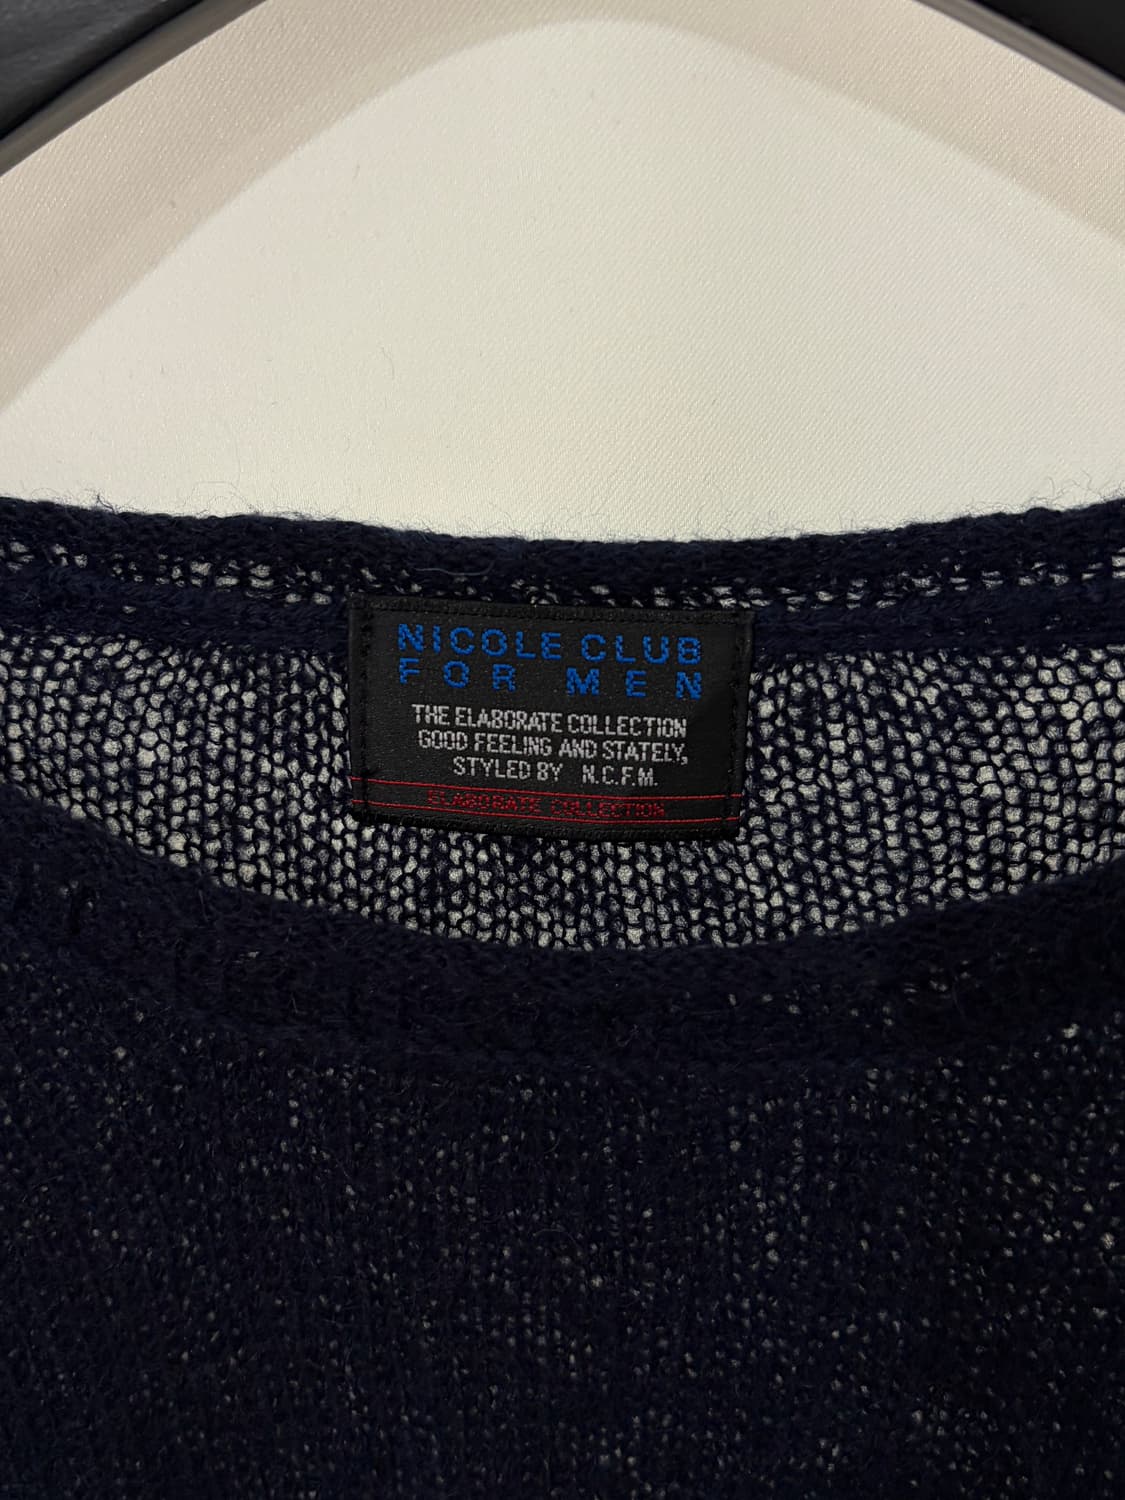 NICOLE CLUB
FOR MEN
THE ELABORATE COLLECTION
GOOD FEELING AND STATELY,
STYLED BY N.C.F.M.
ELABORATE COLLECTION